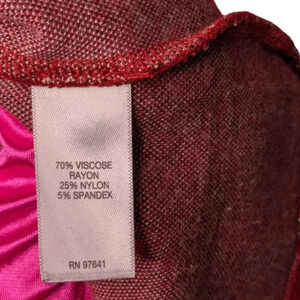 70% VISCOSE
RAYON
25% NYLON
5% SPANDEX
RN 97641